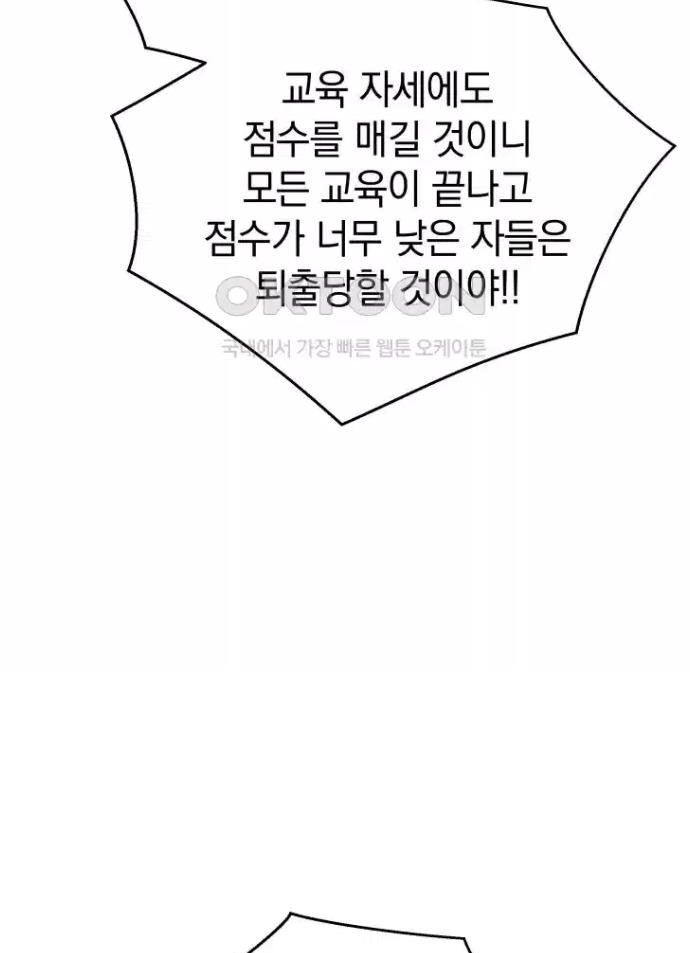 교육 자세에도
점수를 매길 것이니
모든 교육이 끝나고
점수가 너무 낮은 자들은
퇴출당할 것이야!!
OKTOON
국내에서 가장 빠른 웹툰 오케이툰